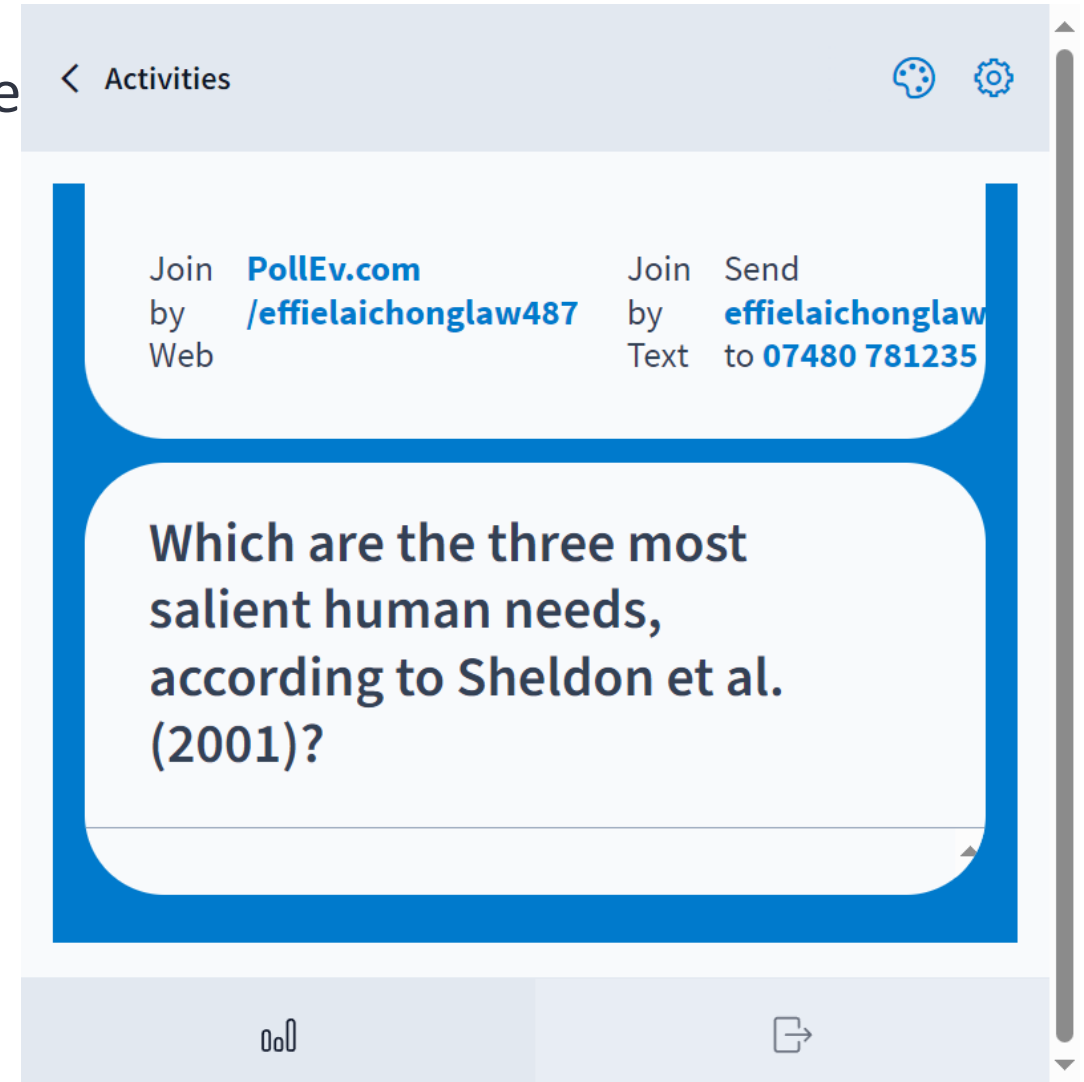 e
Activities
Join by Web
PollEv.com
/effielaichonglaw487
Join by Text
Send
effielaichonglaw
to 07480 781235
Which are the three most
salient human needs,
according to Sheldon et al.
(2001)?